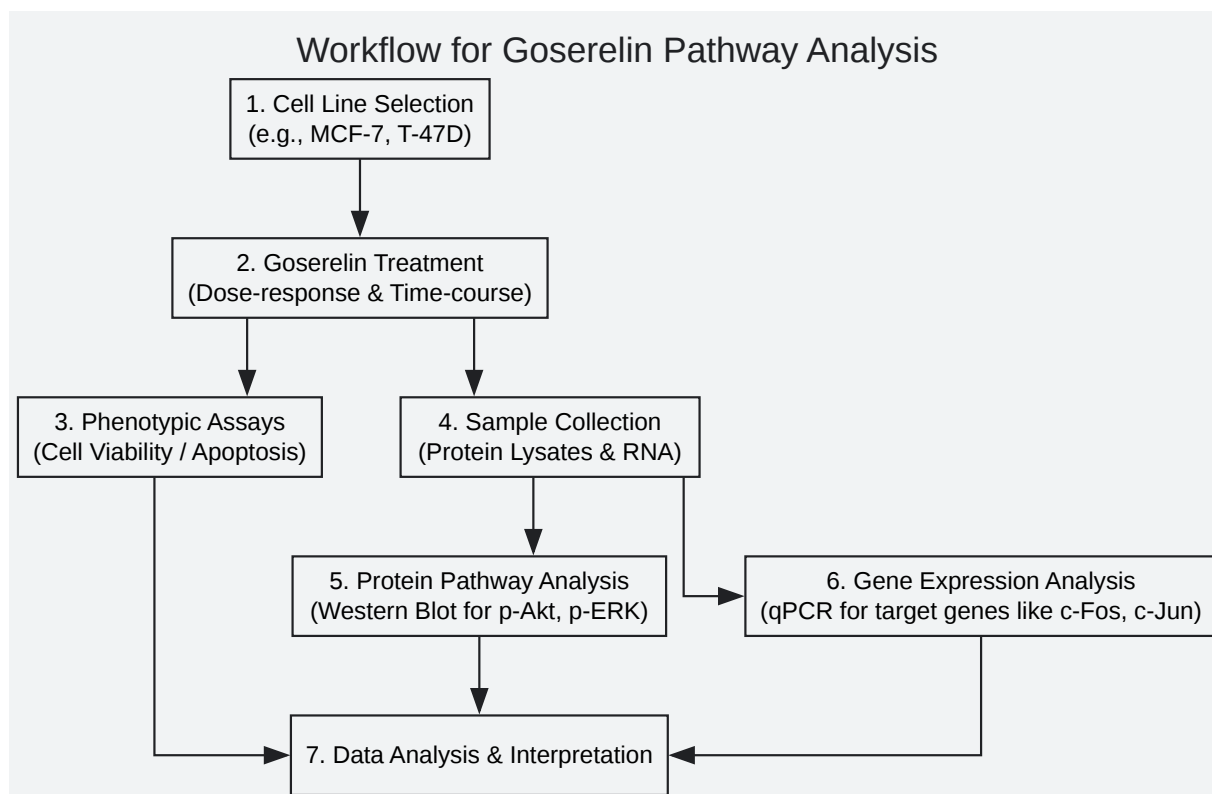 Workflow for Goserelin Pathway Analysis
1. Cell Line Selection
(e.g., MCF-7, T-47D)
2. Goserelin Treatment
(Dose-response & Time-course)
3. Phenotypic Assays
(Cell Viability / Apoptosis)
4. Sample Collection
(Protein Lysates & RNA)
5. Protein Pathway Analysis
(Western Blot for p-Akt, p-ERK)
6. Gene Expression Analysis
(qPCR for target genes like c-Fos, c-Jun)
7. Data Analysis & Interpretation